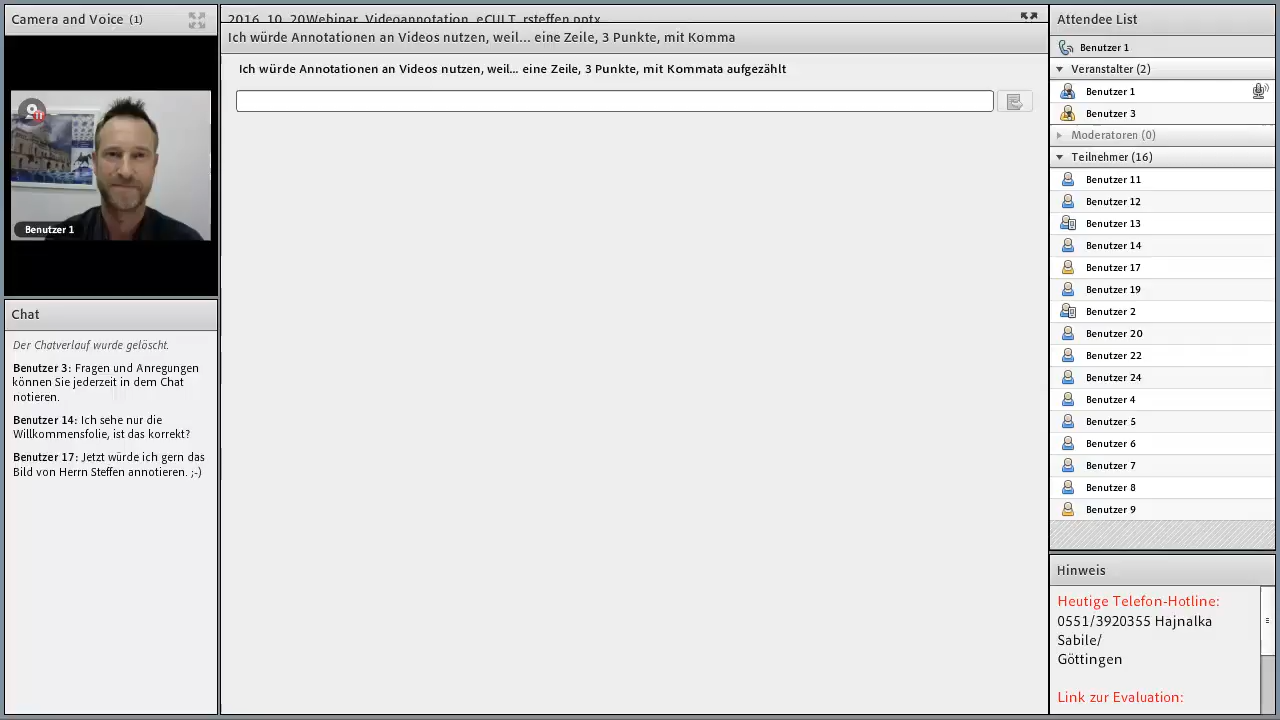 Camera and Voice (1)
Benutzer 1
Chat
Der Chatverlauf wurde gelöscht.
Benutzer 3: Fragen und Anregungen
können Sie jederzeit in dem Chat
notieren.
Benutzer 14: Ich sehe nur die
Willkommensfolie, ist das korrekt?
Benutzer 17: Jetzt würde ich gern das
Bild von Herrn Steffen annotieren. ;-)
2016_10_20Webinar_Videoannotation_eCULT_rsteffen.pptx
Ich würde Annotationen an Videos nutzen, weil... eine Zeile, 3 Punkte, mit Komma
Ich würde Annotationen an Videos nutzen, weil... eine Zeile, 3 Punkte, mit Kommata aufgezählt
Attendee List
Benutzer 1
Veranstalter (2)
Benutzer 1
Benutzer 3
Moderatoren (0)
Teilnehmer (16)
Benutzer 11
Benutzer 12
Benutzer 13
Benutzer 14
Benutzer 17
Benutzer 19
Benutzer 2
Benutzer 20
Benutzer 22
Benutzer 24
Benutzer 4
Benutzer 5
Benutzer 6
Benutzer 7
Benutzer 8
Benutzer 9
Hinweis
Heutige Telefon-Hotline:
0551/3920355 Hajnalka
Sabile/
Göttingen
Link zur Evaluation: